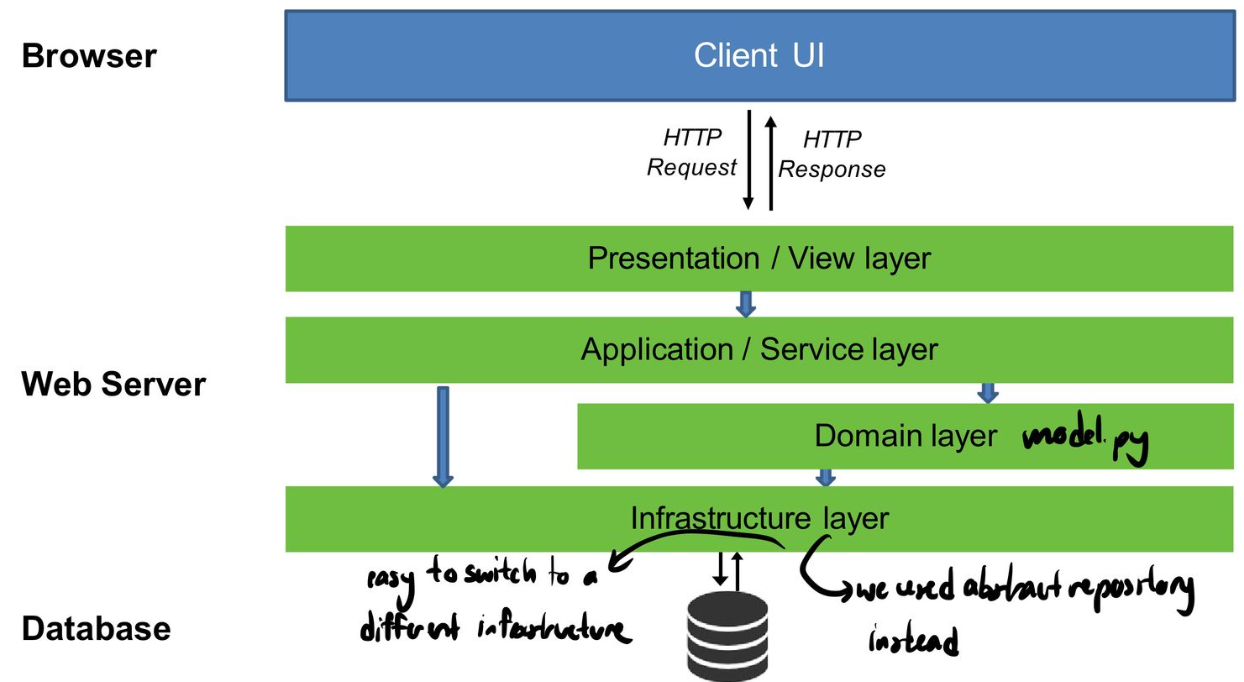 Browser
Client UI
HTTP
Request
HTTP
Response
Presentation / View layer
Application / Service layer
Web Server
Domain layer model.py
Infrastructure layer
easy to switch to a
different infrastructure
we used abstract repository
instead
Database